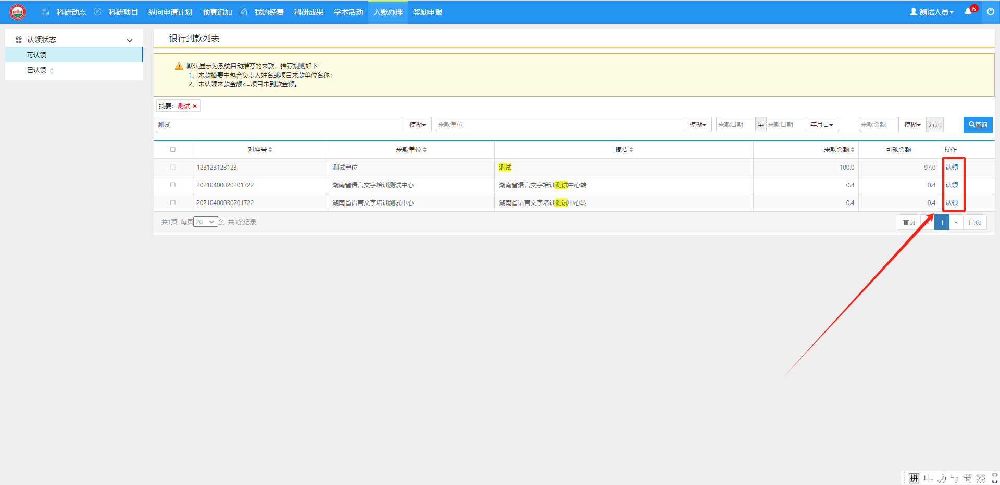 科研动态 科研项目 纵向申请计划 预算追加 我的经费 科研成果 学术活动 入账办理 奖励申报 测试人员 6
认领状态
可认领
已认领 0
银行到款列表
默认显示为系统自动推荐的来款，推荐规则如下
1、来款摘要中包含负责人姓名或项目来款单位名称；
2、未认领来款金额<=项目未到款金额。
摘要：测试 ×
测试 模糊 来款单位 模糊 来款日期 至 来款日期 年月日 来款金额 模糊 万元 查询
对冲号 来款单位 摘要 来款金额 可领金额 操作
123123123123 测试单位 测试 100.0 97.0 认领
20210400020201722 湖南省语言文字培训测试中心 湖南省语言文字培训测试中心转 0.4 0.4 认领
20210400030201722 湖南省语言文字培训测试中心 湖南省语言文字培训测试中心转 0.4 0.4 认领
共1页 每页 20 条 共3条记录 首页 « 1 » 尾页
拼